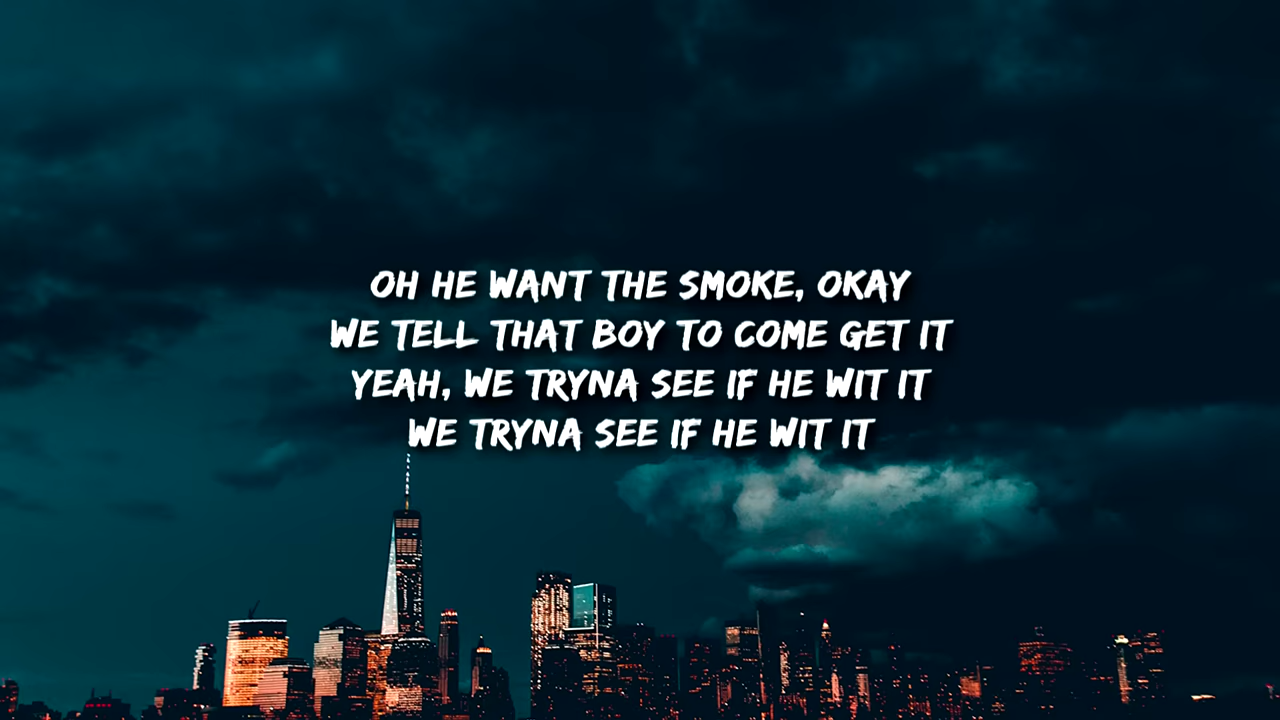 OH HE WANT THE SMOKE, OKAY
WE TELL THAT BOY TO COME GET IT
YEAH, WE TRYNA SEE IF HE WIT IT
WE TRYNA SEE IF HE WIT IT